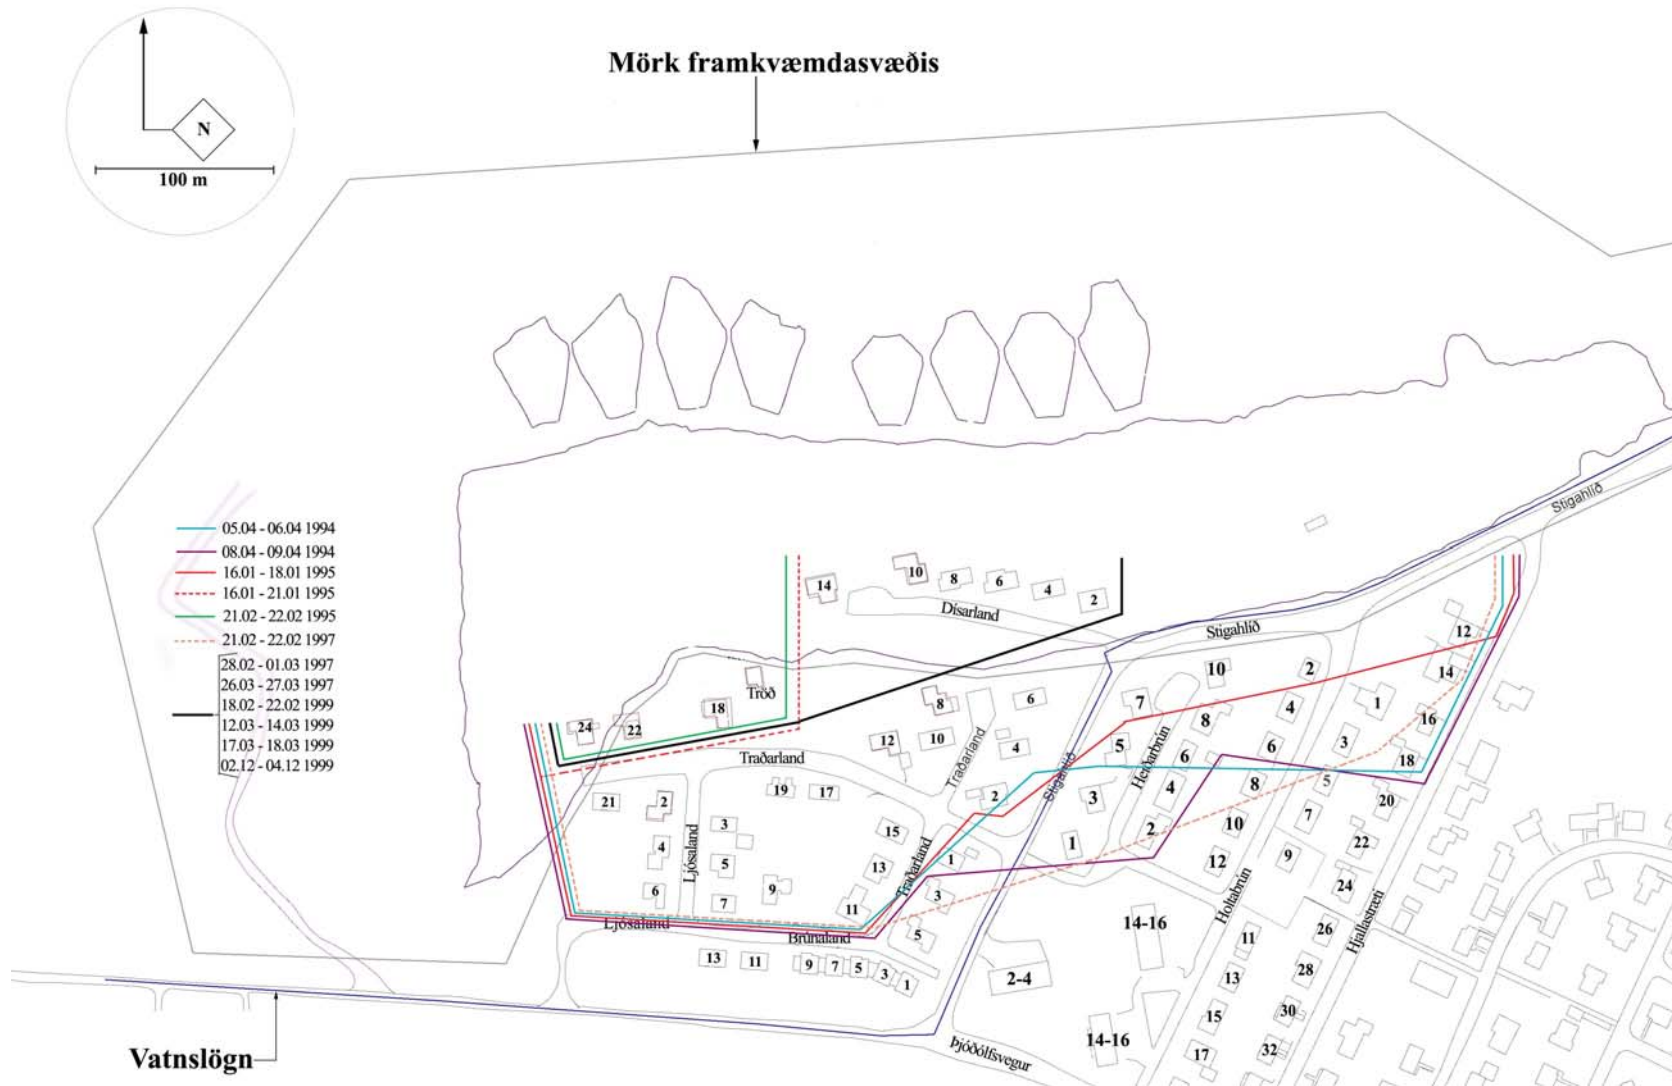 Mörk framkvæmdasvæðis
N
100 m
05.04 - 06.04 1994
08.04 - 09.04 1994
16.01 - 18.01 1995
16.01 - 21.01 1995
21.02 - 22.02 1995
21.02 - 22.02 1997
28.02 - 01.03 1997
26.03 - 27.03 1997
18.02 - 22.02 1999
12.03 - 14.03 1999
17.03 - 18.03 1999
02.12 - 04.12 1999
Stigahlíð
14
10
8
6
4
2
Dísarland
Stigahlíð
12
10
2
14
Tröð
18
8
6
7
4
1
16
24
22
8
12
10
Traðarland
4
5
6
3
18
Traðarland
Stigahlíð
Heiðarbrún
6
5
21
2
19
17
2
3
4
8
20
3
15
2
10
7
22
4
Ljósaland
1
1
5
13
Traðarland
12
9
6
9
3
24
7
11
Holtabrún
Hjallastræti
Ljósaland
Brúnaland
5
14-16
26
11
13
11
9
7
5
3
1
2-4
13
28
15
30
Vatnslögn
Þjóðólfsvegur
14-16
17
32